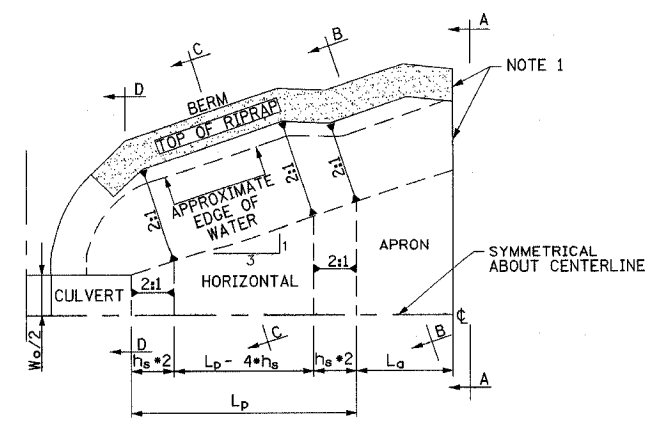 A
C
B
NOTE 1
D
BERM
TOP OF RIPRAP
2:1
2:1
2:1
APPROXIMATE
EDGE OF
WATER
1
3
APRON
SYMMETRICAL
ABOUT CENTERLINE
2:1
HORIZONTAL
2:1
CULVERT
℄
Wo/2
D
C
B
hs*2
Lp- 4*hs
hs*2
La
A
Lp